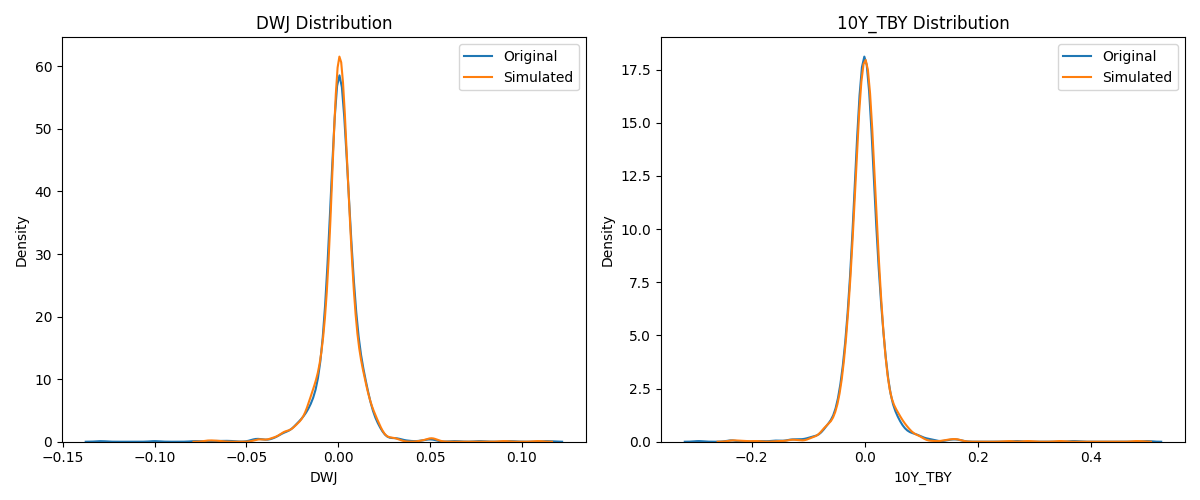 DWJ Distribution
Original
Simulated
Density
60
50
40
30
20
10
0
−0.15
−0.10
−0.05
0.00
0.05
0.10
DWJ
10Y_TBY Distribution
Original
Simulated
Density
17.5
15.0
12.5
10.0
7.5
5.0
2.5
0.0
−0.2
0.0
0.2
0.4
10Y_TBY